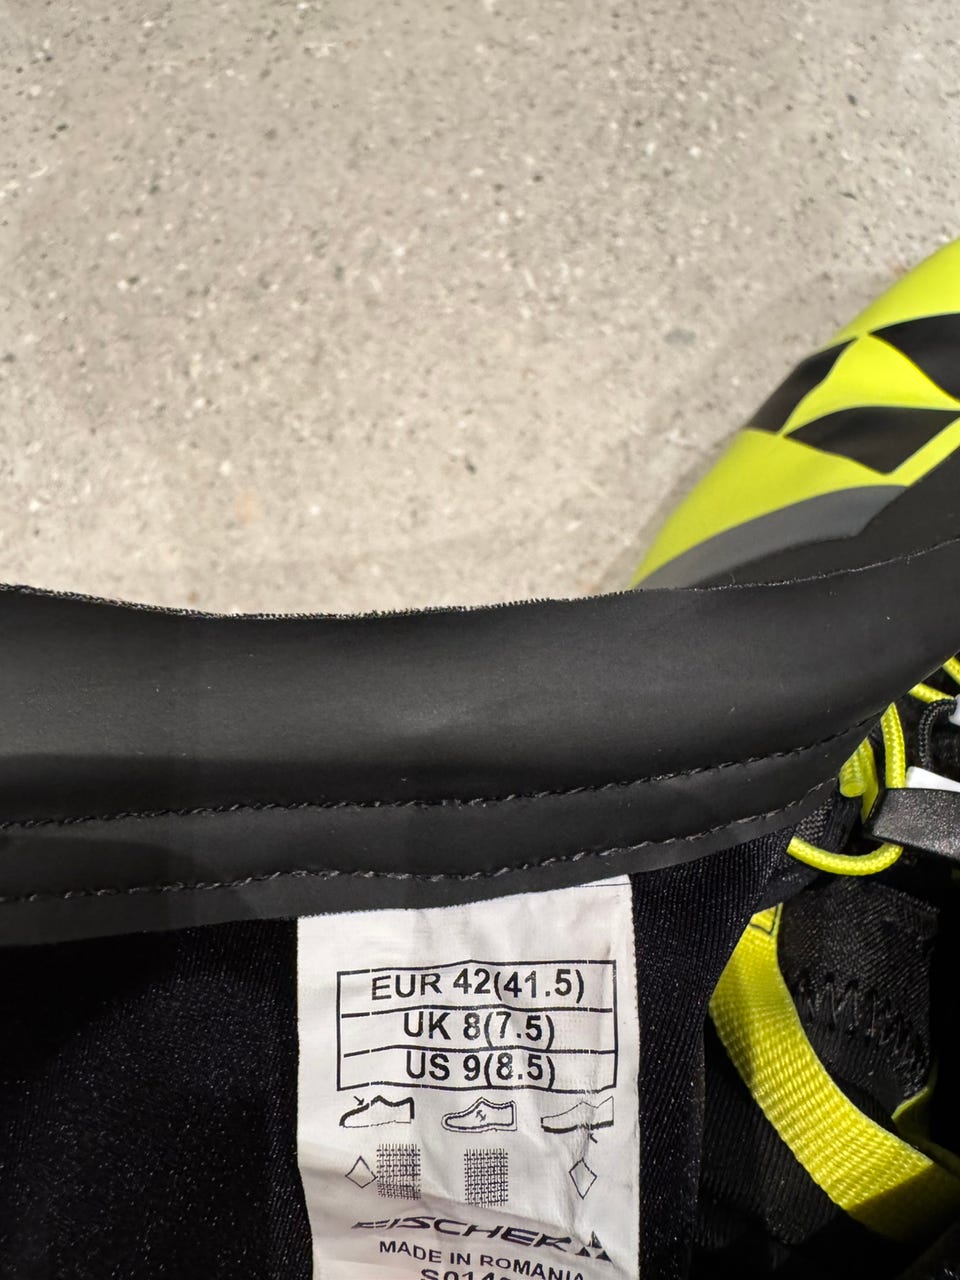 EUR 42(41.5)
UK 8(7.5)
US 9(8.5)
FISCHER
MADE IN ROMANIA